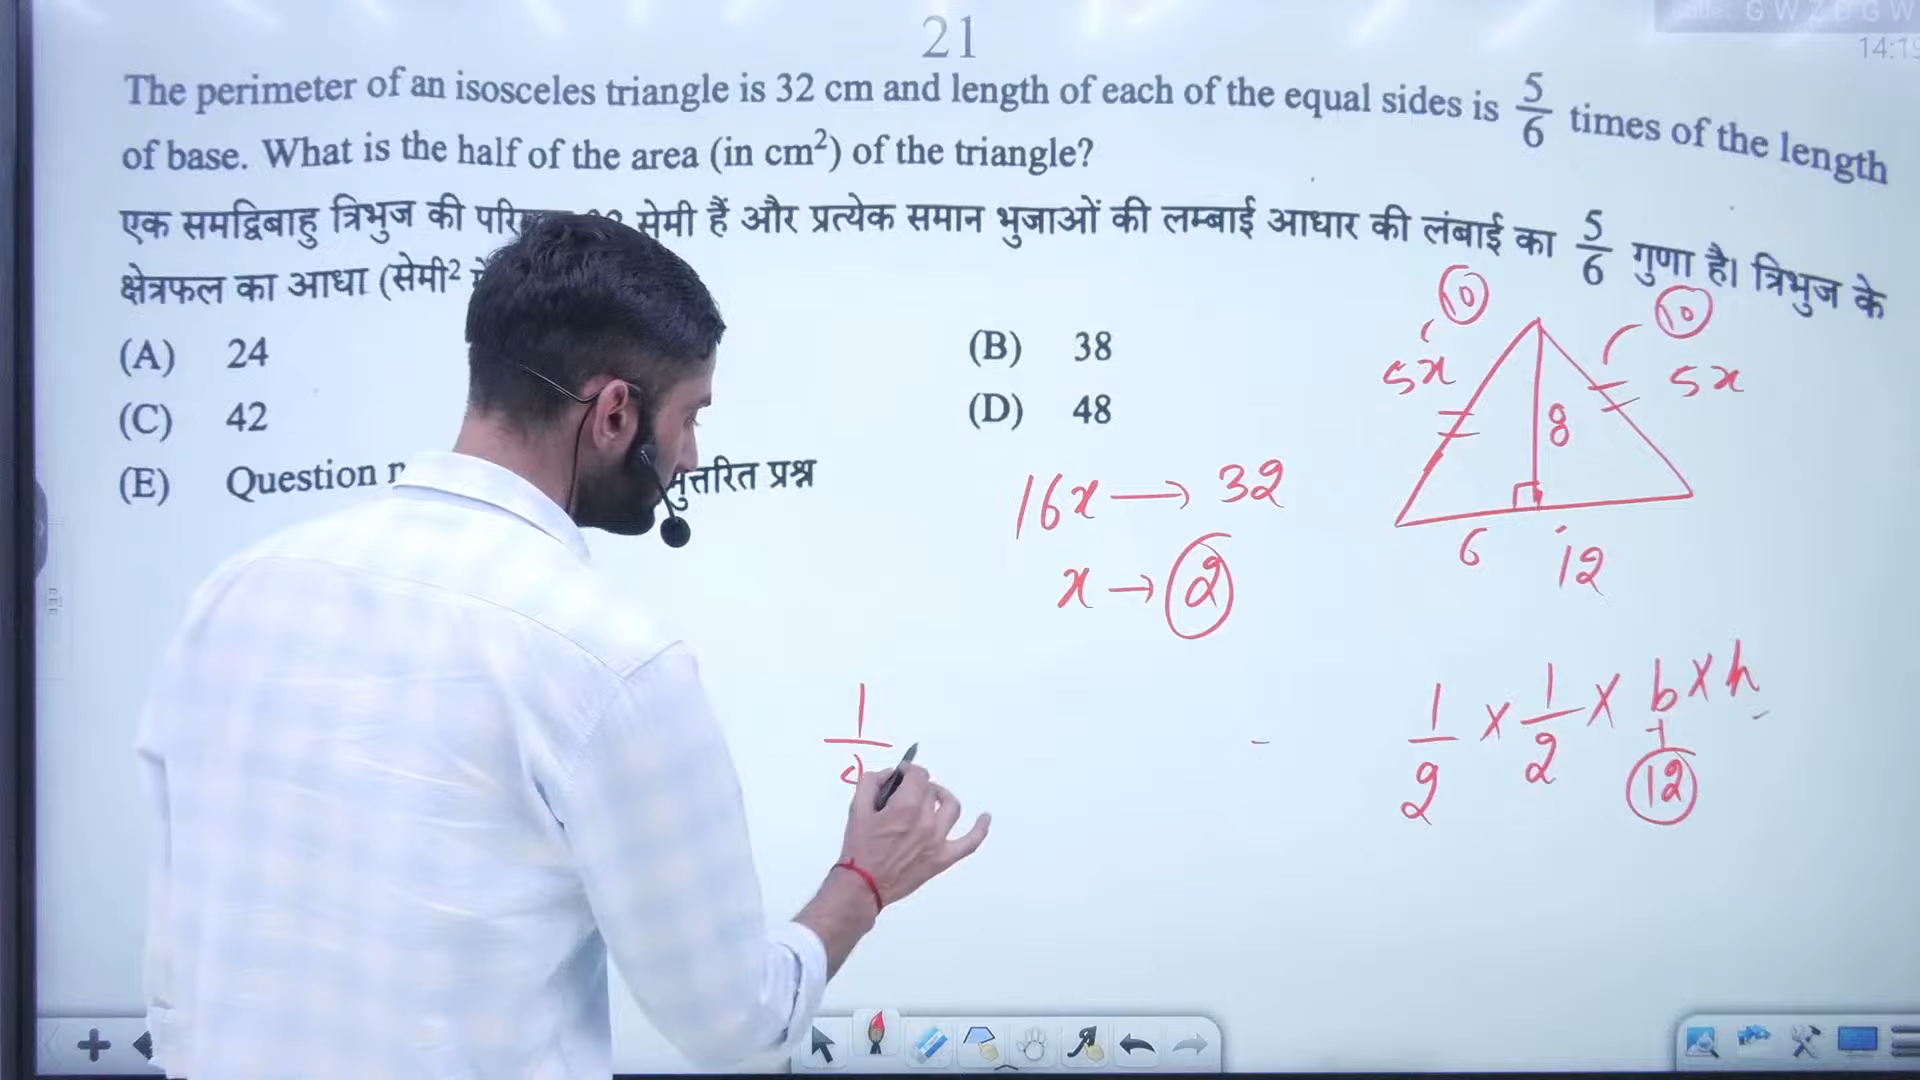 21
14:19
The perimeter of an isosceles triangle is 32 cm and length of each of the equal sides is 5/6 times of the length
of base. What is the half of the area (in cm²) of the triangle?
एक समद्विबाहु त्रिभुज की सेमी हैं और प्रत्येक समान भुजाओं की लम्बाई आधार की लंबाई का 5/6 गुणा है। त्रिभुज के
क्षेत्रफल का आधा (सेमी²
(A) 24
(B) 38
(C) 42
(D) 48
(E) Question प्रश्न
10 10
5x 5x
8
6 12
16x → 32
x → 2
1/2 × 1/2 × b × h
12